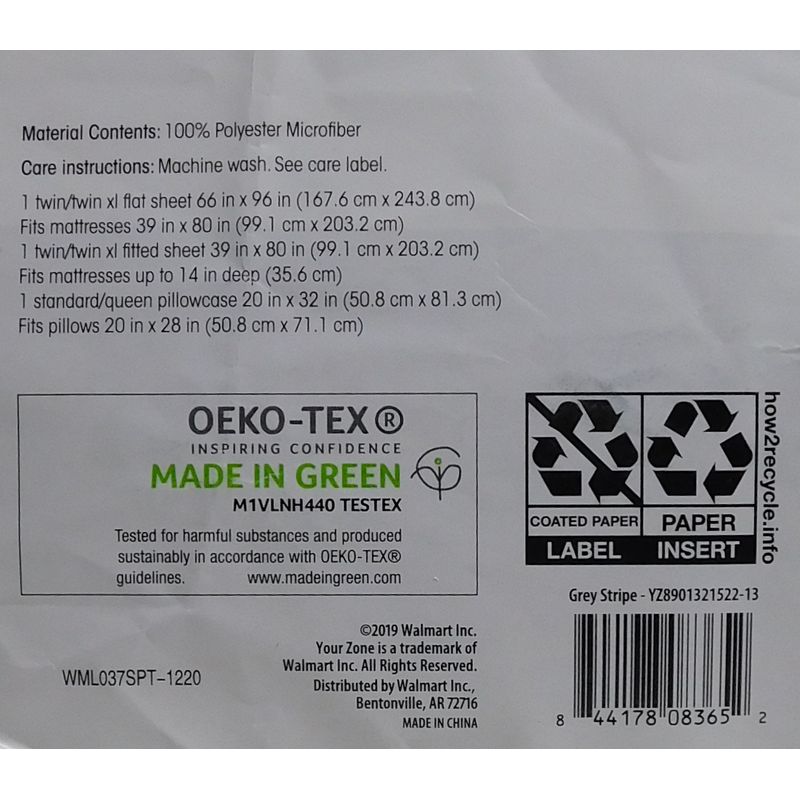 Material Contents: 100% Polyester Microfiber
Care instructions: Machine wash. See care label.
1 twin/twin xl flat sheet 66 in x 96 in (167.6 cm x 243.8 cm)
Fits mattresses 39 in x 80 in (99.1 cm x 203.2 cm)
1 twin/twin xl fitted sheet 39 in x 80 in (99.1 cm x 203.2 cm)
Fits mattresses up to 14 in deep (35.6 cm)
1 standard/queen pillowcase 20 in x 32 in (50.8 cm x 81.3 cm)
Fits pillows 20 in x 28 in (50.8 cm x 71.1 cm)
OEKO-TEX®
INSPIRING CONFIDENCE
MADE IN GREEN
M1VLNH440 TESTEX
Tested for harmful substances and produced
sustainably in accordance with OEKO-TEX®
guidelines. www.madeingreen.com
COATED PAPER
LABEL
PAPER
INSERT
how2recycle.info
WML037SPT-1220
©2019 Walmart Inc.
Your Zone is a trademark of
Walmart Inc. All Rights Reserved.
Distributed by Walmart Inc.,
Bentonville, AR 72716
MADE IN CHINA
Grey Stripe - YZ8901321522-13
8 44178 08365 2